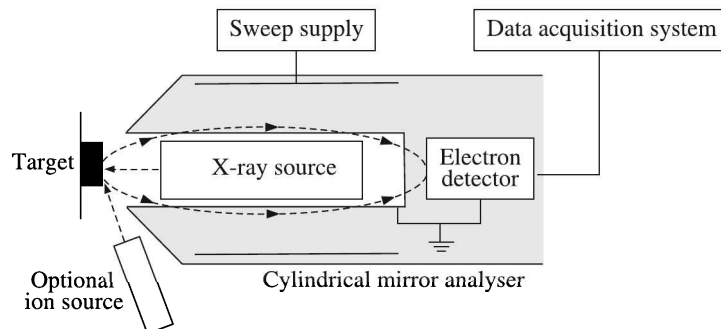 Sweep supply
Data acquisition system
Target
X-ray source
Electron
detector
Optional
ion source
Cylindrical mirror analyser